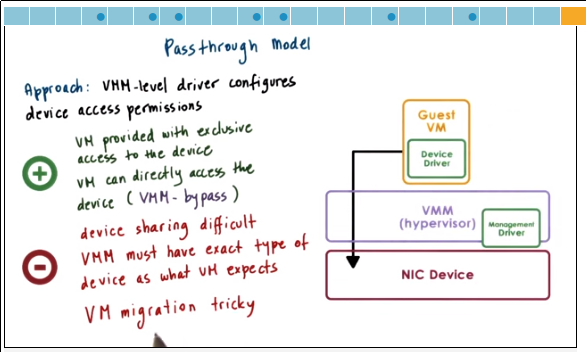 Passthrough Model
Approach: VMM-level driver configures
device access permissions
VM provided with exclusive
access to the device
VM can directly access the
device (VMM-bypass)
device sharing difficult
VMM must have exact type of
device as what VM expects
VM migration tricky
Guest
VM
Device
Driver
VMM
(hypervisor)
Management
Driver
NIC Device